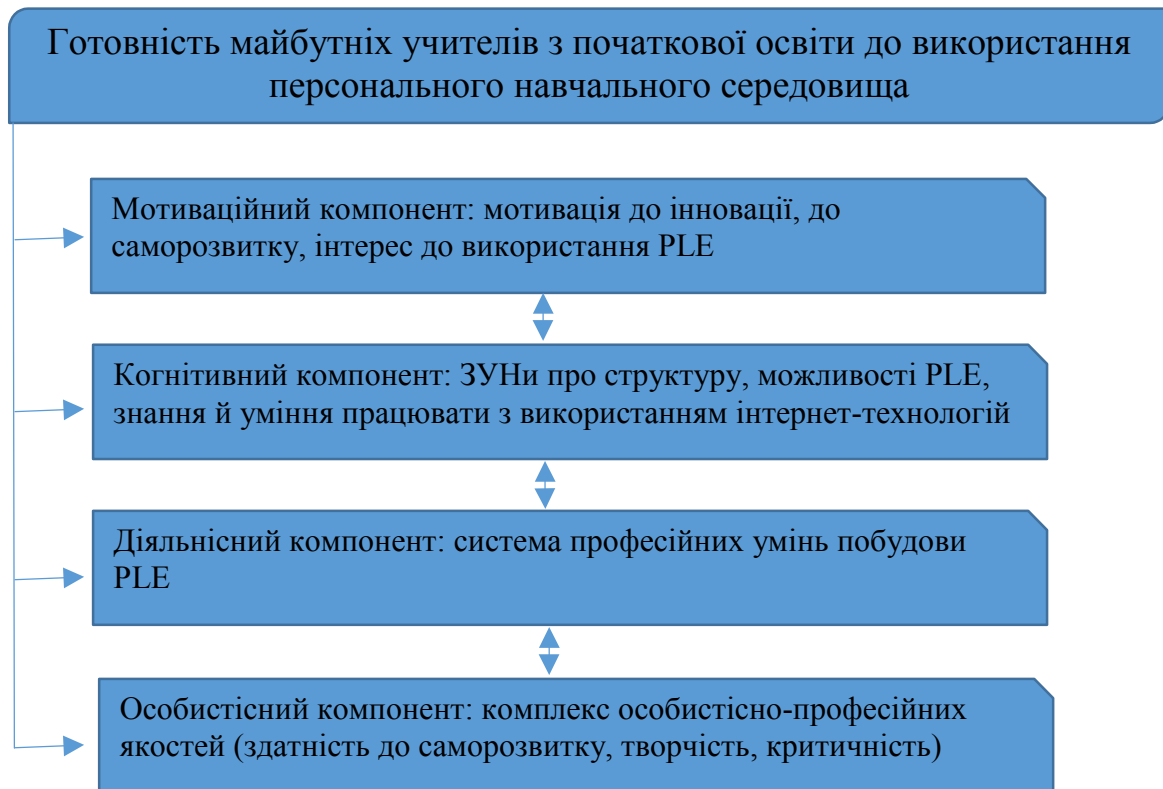 Готовність майбутніх учителів з початкової освіти до використання
персонального навчального середовища
Мотиваційний компонент: мотивація до інновації, до
саморозвитку, інтерес до використання PLE
Когнітивний компонент: ЗУНи про структуру, можливості PLE,
знання й уміння працювати з використанням інтернет-технологій
Діяльнісний компонент: система професійних умінь побудови
PLE
Особистісний компонент: комплекс особистісно-професійних
якостей (здатність до саморозвитку, творчість, критичність)